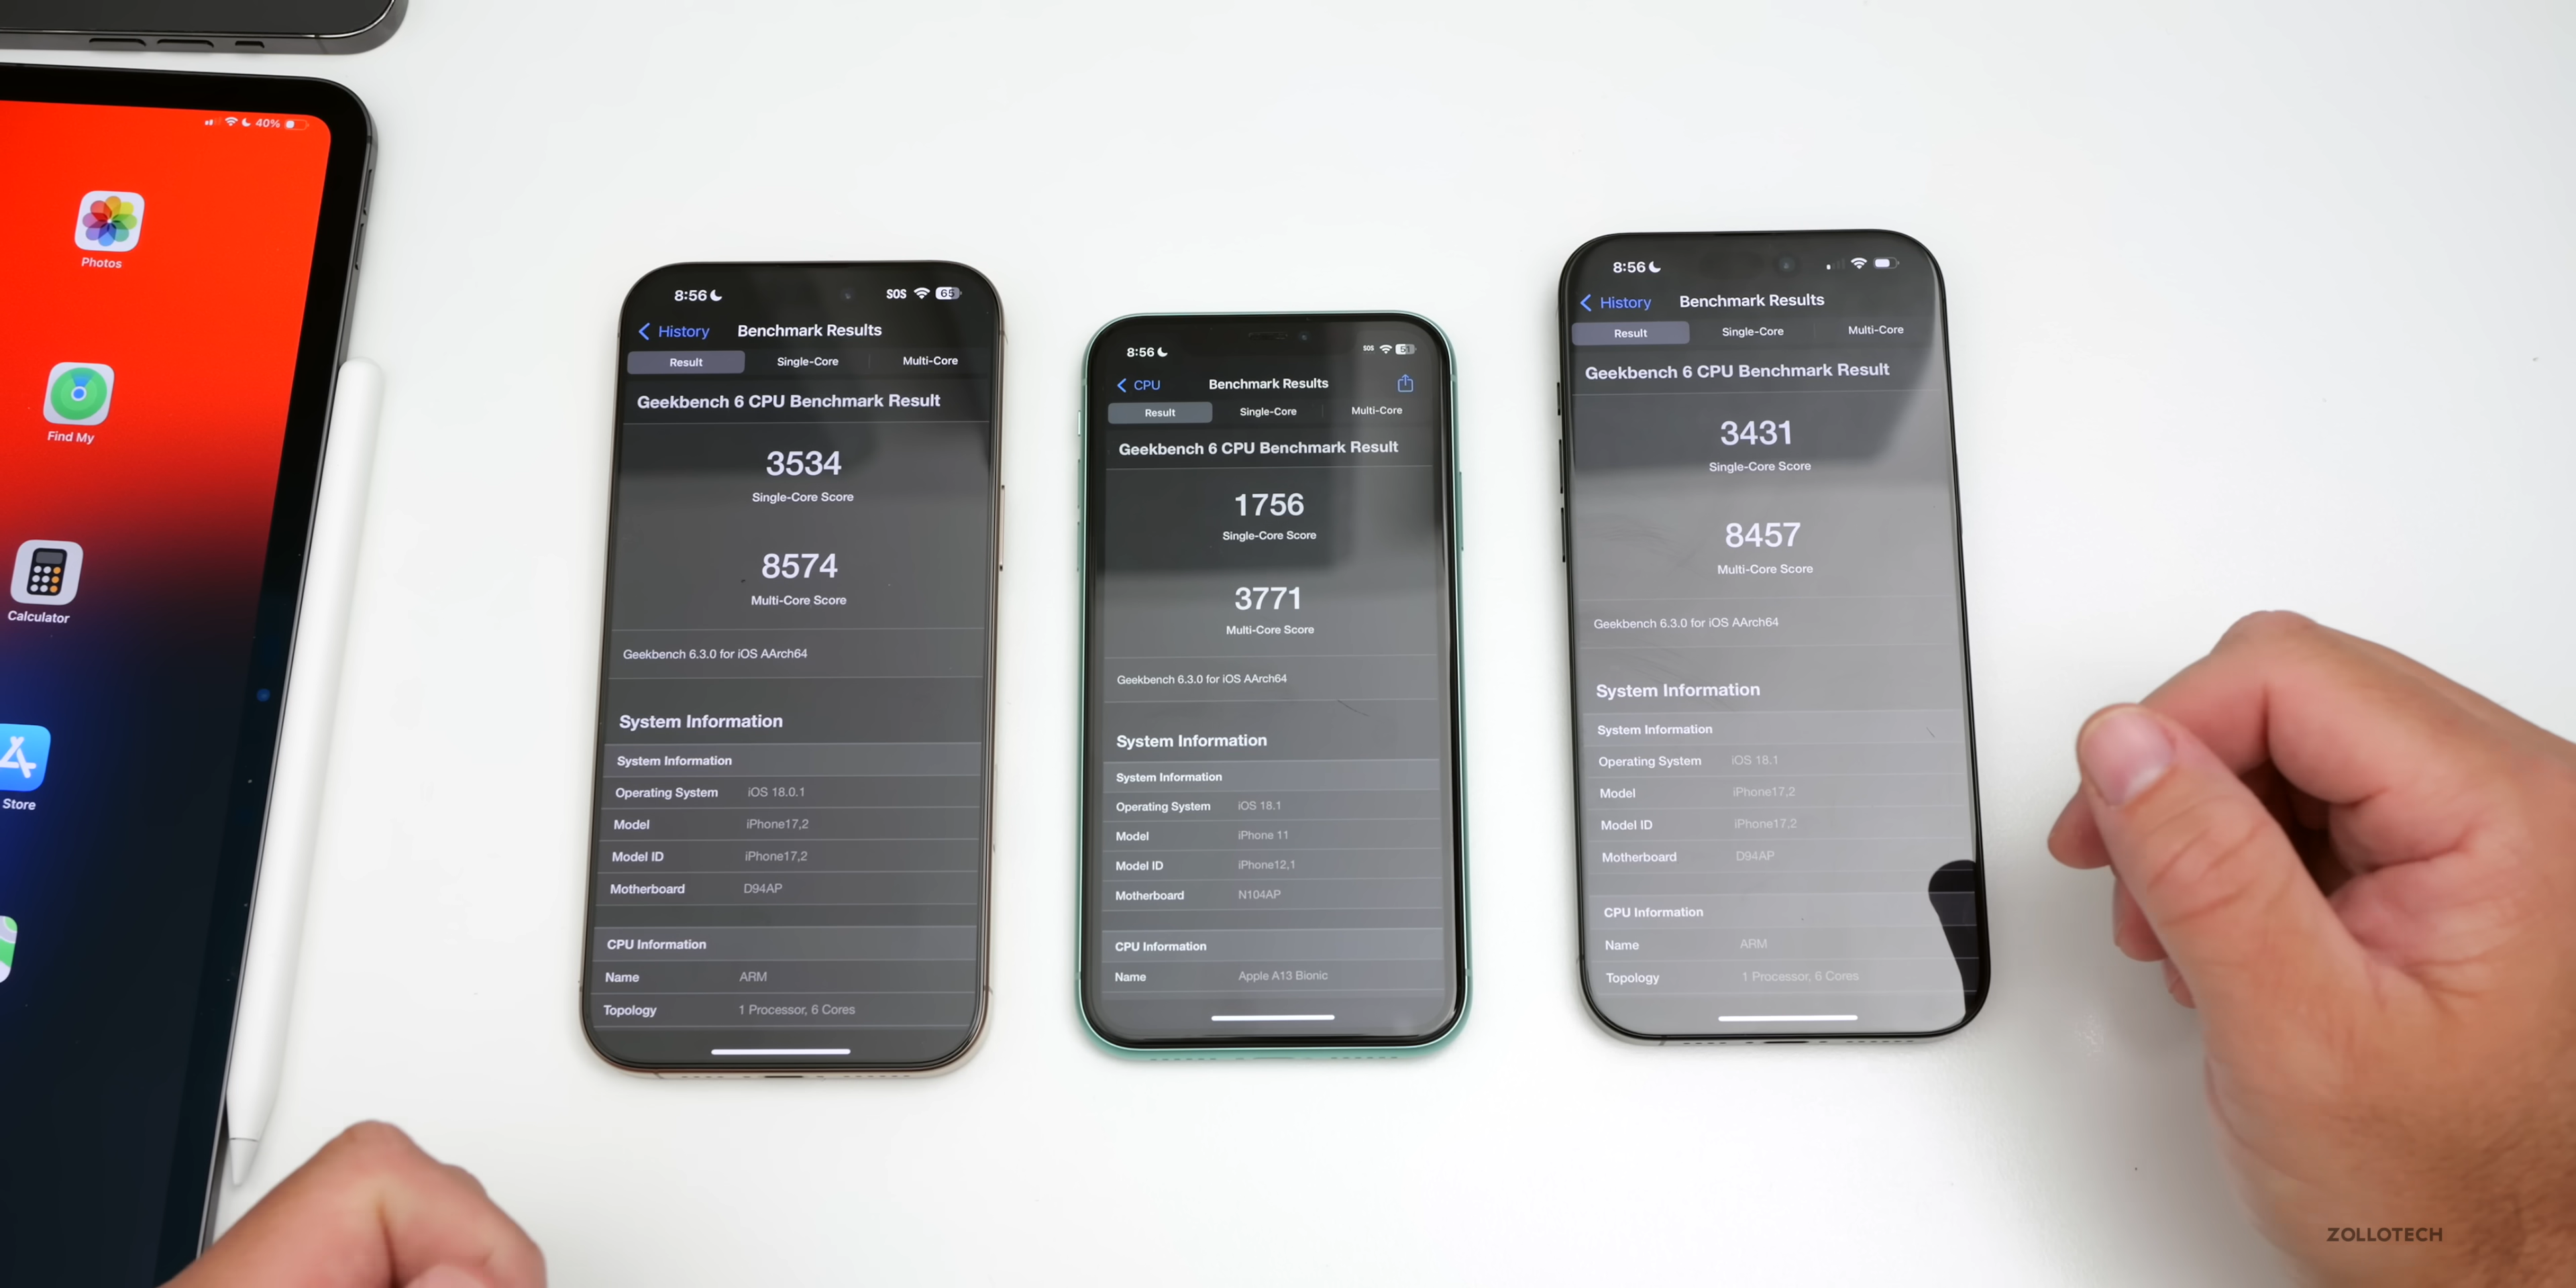 40%
Photos
Find My
Calculator
Store
8:56
SOS
65
History
Benchmark Results
Result
Single-Core
Multi-Core
Geekbench 6 CPU Benchmark Result
3534
Single-Core Score
8574
Multi-Core Score
Geekbench 6.3.0 for iOS AArch64
System Information
System Information
Operating System iOS 18.0.1
Model iPhone17,2
Model ID iPhone17,2
Motherboard D94AP
CPU Information
Name ARM
Topology 1 Processor, 6 Cores
8:56
SOS
CPU
Benchmark Results
Result
Single-Core
Multi-Core
Geekbench 6 CPU Benchmark Result
1756
Single-Core Score
3771
Multi-Core Score
Geekbench 6.3.0 for iOS AArch64
System Information
System Information
Operating System iOS 18.1
Model iPhone 11
Model ID iPhone12,1
Motherboard N104AP
CPU Information
Name Apple A13 Bionic
8:56
History
Benchmark Results
Result
Single-Core
Multi-Core
Geekbench 6 CPU Benchmark Result
3431
Single-Core Score
8457
Multi-Core Score
Geekbench 6.3.0 for iOS AArch64
System Information
System Information
Operating System iOS 18.1
Model iPhone17,2
Model ID iPhone17,2
Motherboard D94AP
CPU Information
Name ARM
Topology 1 Processor, 6 Cores
ZOLLOTECH